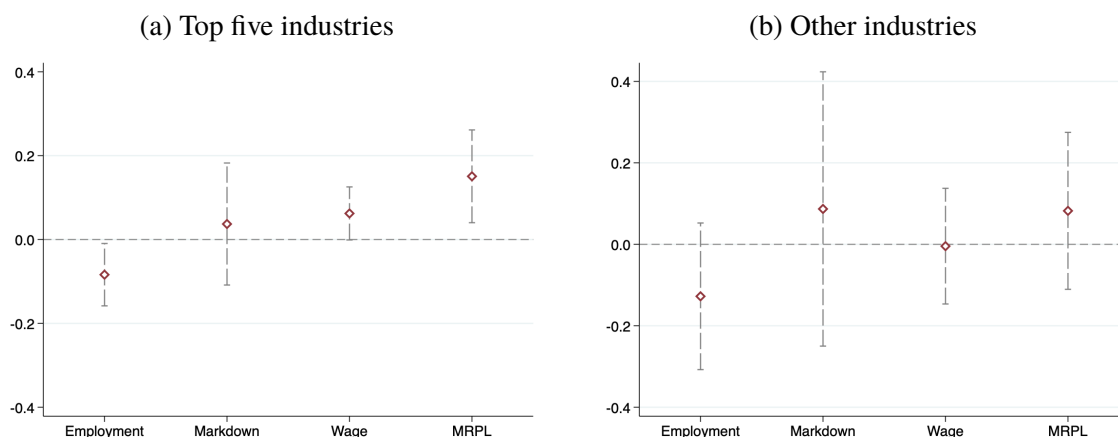 (a) Top five industries
0.4
0.2
0.0
-0.2
-0.4
Employment Markdown Wage MRPL
(b) Other industries
0.4
0.2
0.0
-0.2
-0.4
Employment Markdown Wage MRPL